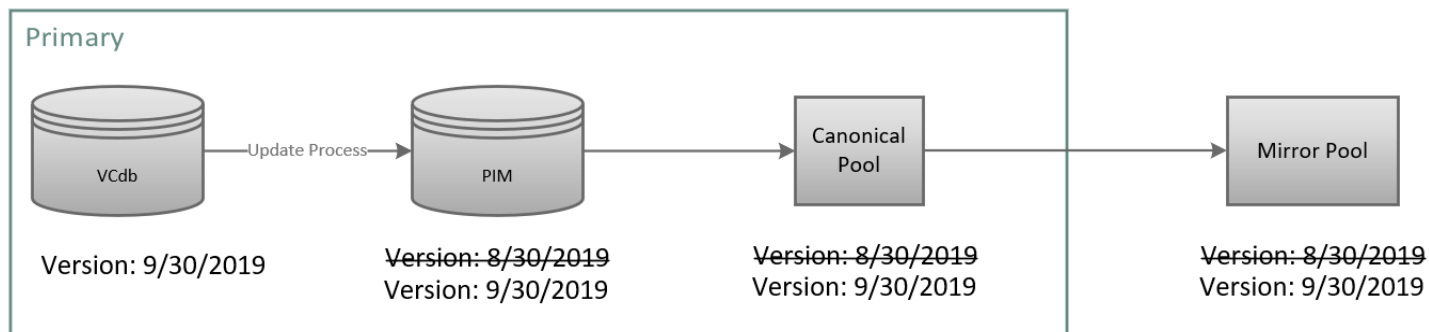 Primary
VCdb
Update Process
PIM
Canonical
Pool
Mirror Pool
Version: 9/30/2019
Version: 8/30/2019
Version: 9/30/2019
Version: 8/30/2019
Version: 9/30/2019
Version: 8/30/2019
Version: 9/30/2019